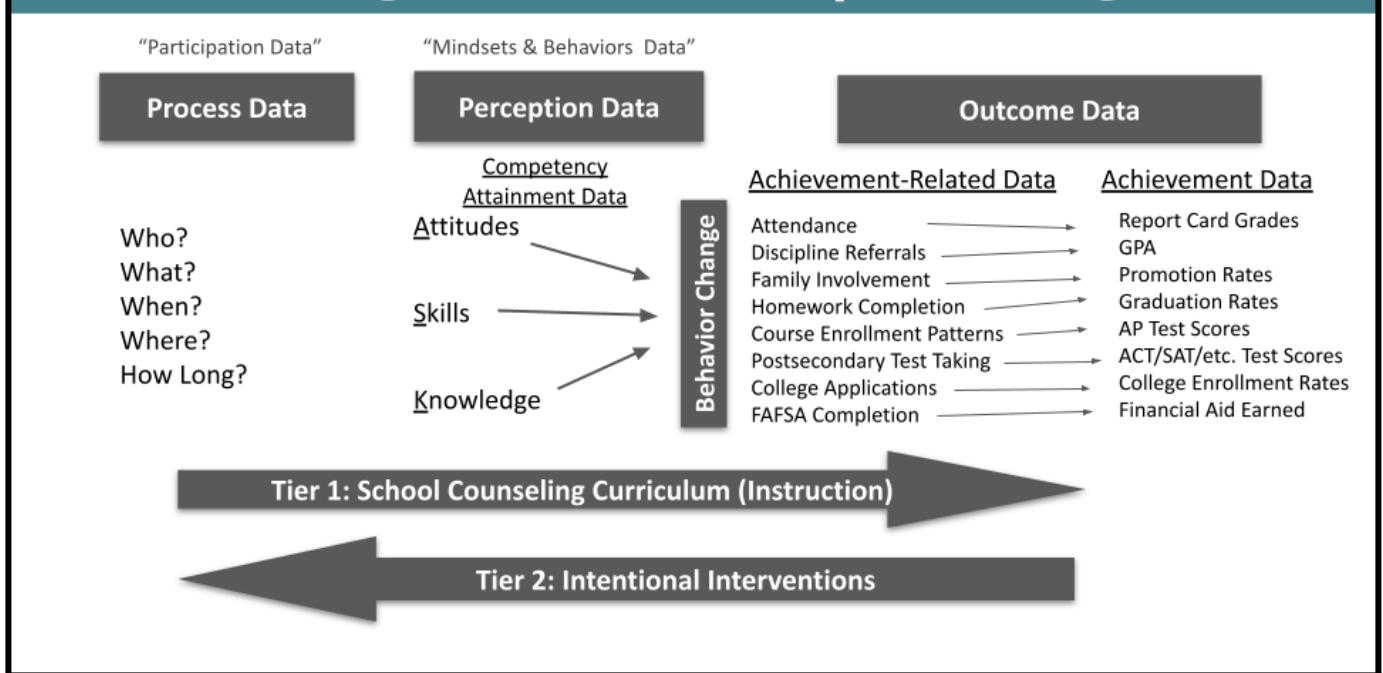 “Participation Data”
Process Data
Who?
What?
When?
Where?
How Long?
“Mindsets & Behaviors Data”
Perception Data
Competency
Attainment Data
Attitudes
Skills
Knowledge
Behavior Change
Outcome Data
Achievement-Related Data
Attendance
Discipline Referrals
Family Involvement
Homework Completion
Course Enrollment Patterns
Postsecondary Test Taking
College Applications
FAFSA Completion
Achievement Data
Report Card Grades
GPA
Promotion Rates
Graduation Rates
AP Test Scores
ACT/SAT/etc. Test Scores
College Enrollment Rates
Financial Aid Earned
Tier 1: School Counseling Curriculum (Instruction)
Tier 2: Intentional Interventions